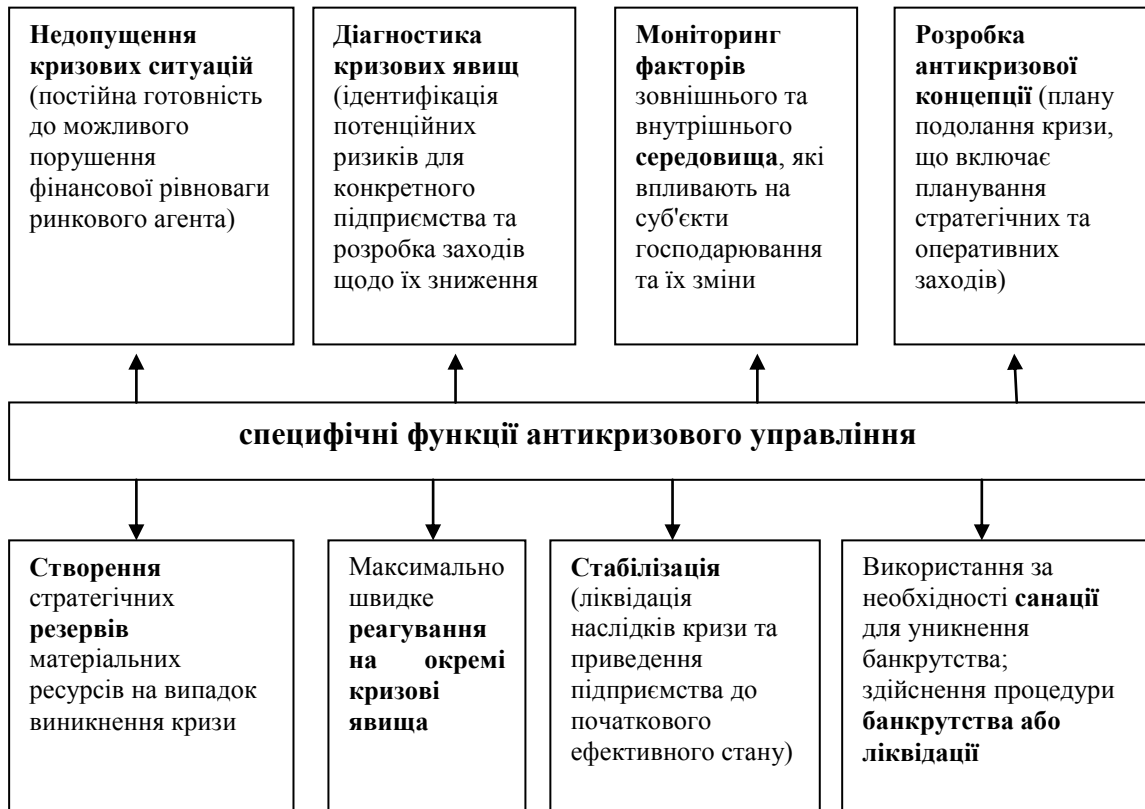 Недопущення
кризових ситуацій
(постійна готовність
до можливого
порушення
фінансової рівноваги
ринкового агента)
Діагностика
кризових явищ
(ідентифікація
потенційних
ризиків для
конкретного
підприємства та
розробка заходів
щодо їх зниження
Моніторинг
факторів
зовнішнього та
внутрішнього
середовища, які
впливають на
суб'єкти
господарювання
та їх зміни
Розробка
антикризової
концепції (плану
подолання кризи,
що включає
планування
стратегічних та
оперативних
заходів)
специфічні функції антикризового управління
Створення
стратегічних
резервів
матеріальних
ресурсів на випадок
виникнення кризи
Максимально
швидке
реагування
на окремі
кризові
явища
Стабілізація
(ліквідація
наслідків кризи та
приведення
підприємства до
початкового
ефективного стану)
Використання за
необхідності санації
для уникнення
банкрутства;
здійснення процедури
банкрутства або
ліквідації